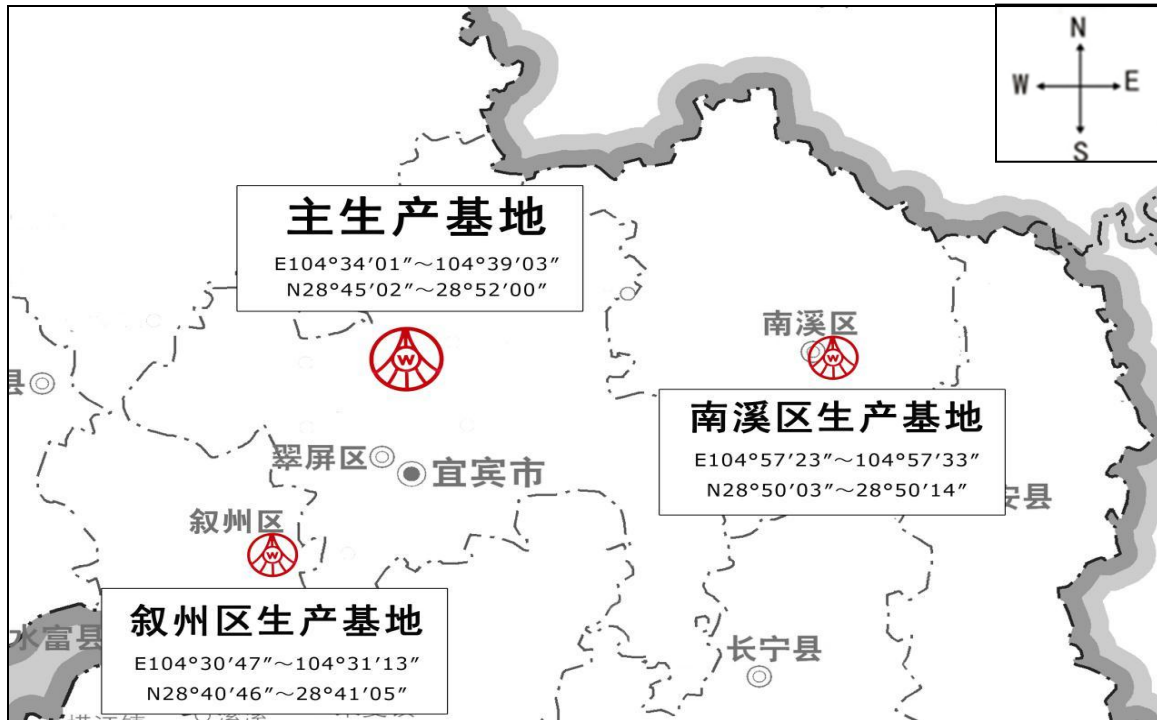 N
W E
S
主生产基地
E104°34′01″～104°39′03″
N28°45′02″～28°52′00″
W
南溪区
W
县
南溪区生产基地
E104°57′23″～104°57′33″
N28°50′03″～28°50′14″
翠屏区
宜宾市
安县
叙州区
W
叙州区生产基地
E104°30′47″～104°31′13″
N28°40′46″～28°41′05″
水富县
长宁县